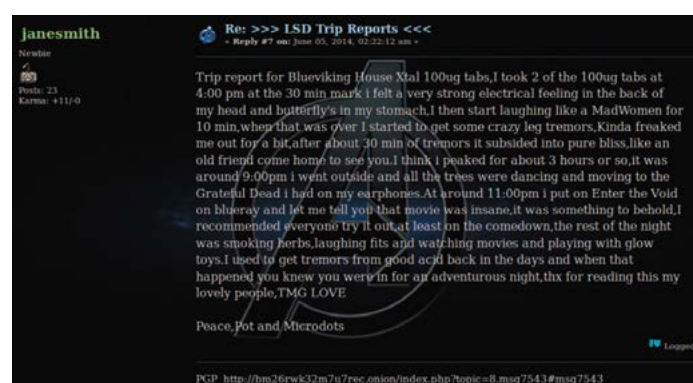 janesmith
Newbie
Posts: 23
Karma: +11/-0
Re: >>> LSD Trip Reports <<<
« Reply #7 on: June 05, 2014, 02:22:12 am »
Trip report for Blueviking House Xtal 100ug tabs,I took 2 of the 100ug tabs at
4:00 pm at the 30 min mark i felt a very strong electrical feeling in the back of
my head and butterfly's in my stomach,I then start laughing like a MadWomen for
10 min,when that was over I started to get some crazy leg tremors,Kinda freaked
me out for a bit,after about 30 min of tremors it subsided into pure bliss,like an
old friend come home to see you.I think i peaked for about 3 hours or so,it was
around 9:00pm i went outside and all the trees were dancing and moving to the
Grateful Dead i had on my earphones.At around 11:00pm i put on Enter the Void
on blueray and let me tell you that movie was insane,it was something to behold,I
recommended everyone try it out,at least on the comedown,the rest of the night
was smoking herbs,laughing fits and watching movies and playing with glow
toys.I used to get tremors from good acid back in the days and when that
happened you knew you were in for an adventurous night,thx for reading this my
lovely people,TMG LOVE
Peace,Pot and Microdots
Logged
PGP http://bm26rwk32m7u7rec.onion/index.php?topic=8.msg7543#msg7543